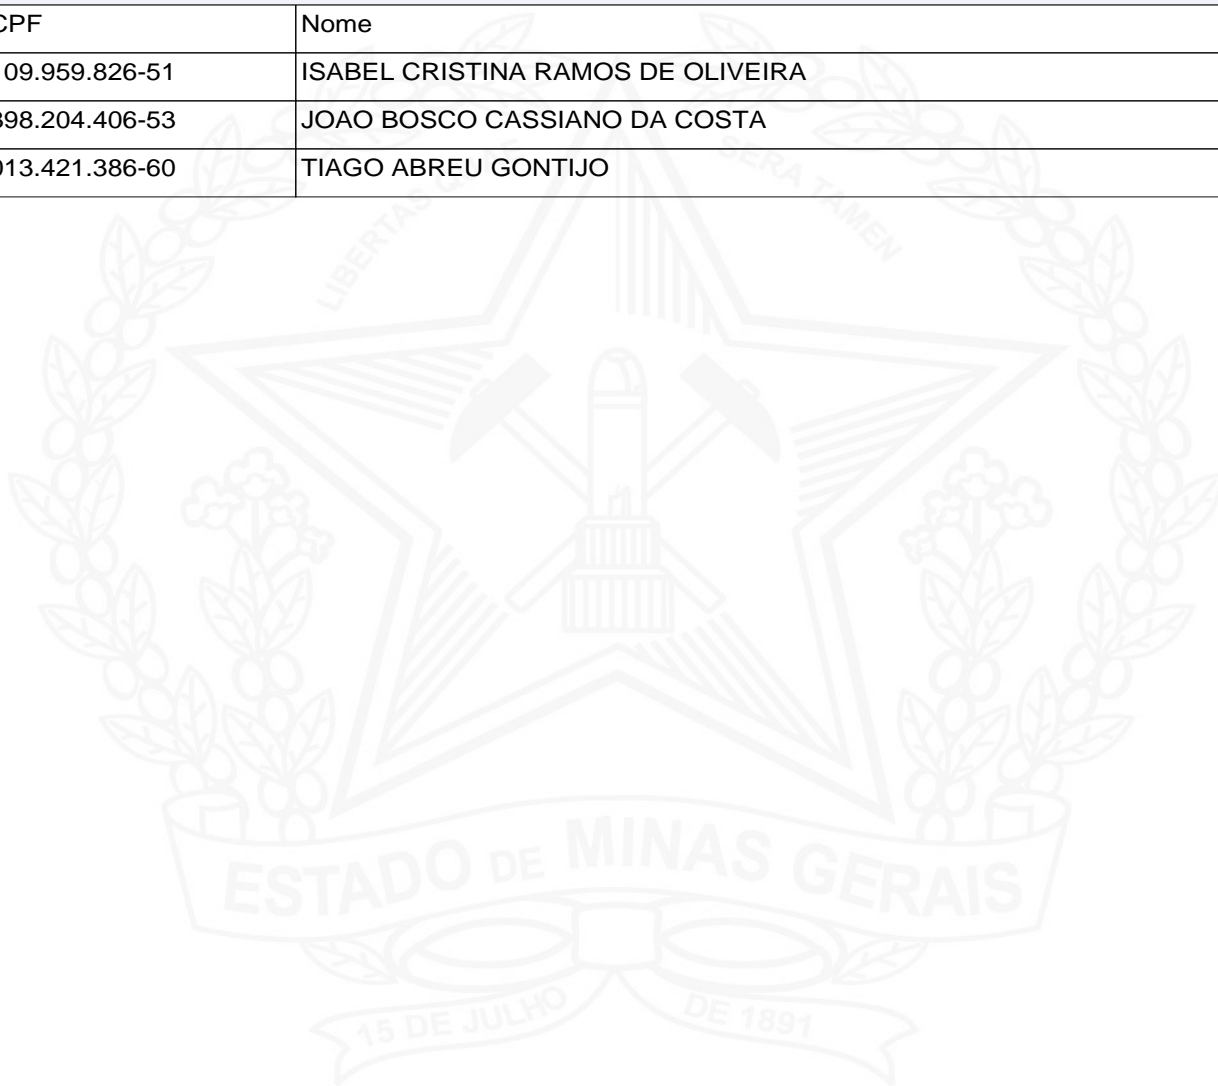 CPF Nome
09.959.826-51 ISABEL CRISTINA RAMOS DE OLIVEIRA
898.204.406-53 JOAO BOSCO CASSIANO DA COSTA
013.421.386-60 TIAGO ABREU GONTIJO
LIBERTAS QUE SERA TAMEN
ESTADO DE MINAS GERAIS
15 DE JULHO DE 1891